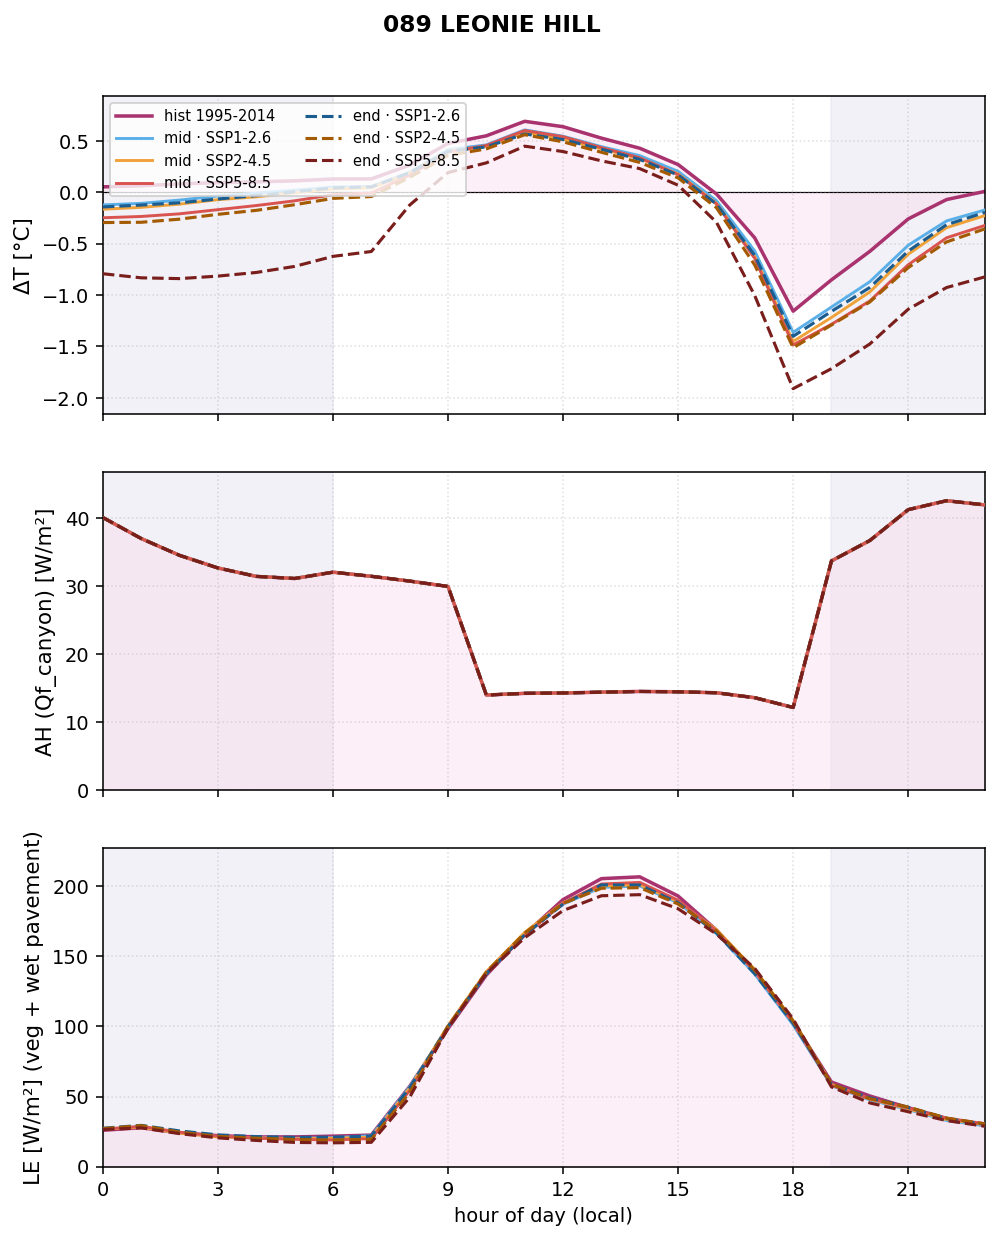 089 LEONIE HILL
hist 1995-2014
mid · SSP1-2.6
mid · SSP2-4.5
mid · SSP5-8.5
end · SSP1-2.6
end · SSP2-4.5
end · SSP5-8.5
ΔT [°C]
0.5
0.0
−0.5
−1.0
−1.5
−2.0
AH (Qf_canyon) [W/m²]
40
30
20
10
0
LE [W/m²] (veg + wet pavement)
200
150
100
50
0
0 3 6 9 12 15 18 21
hour of day (local)